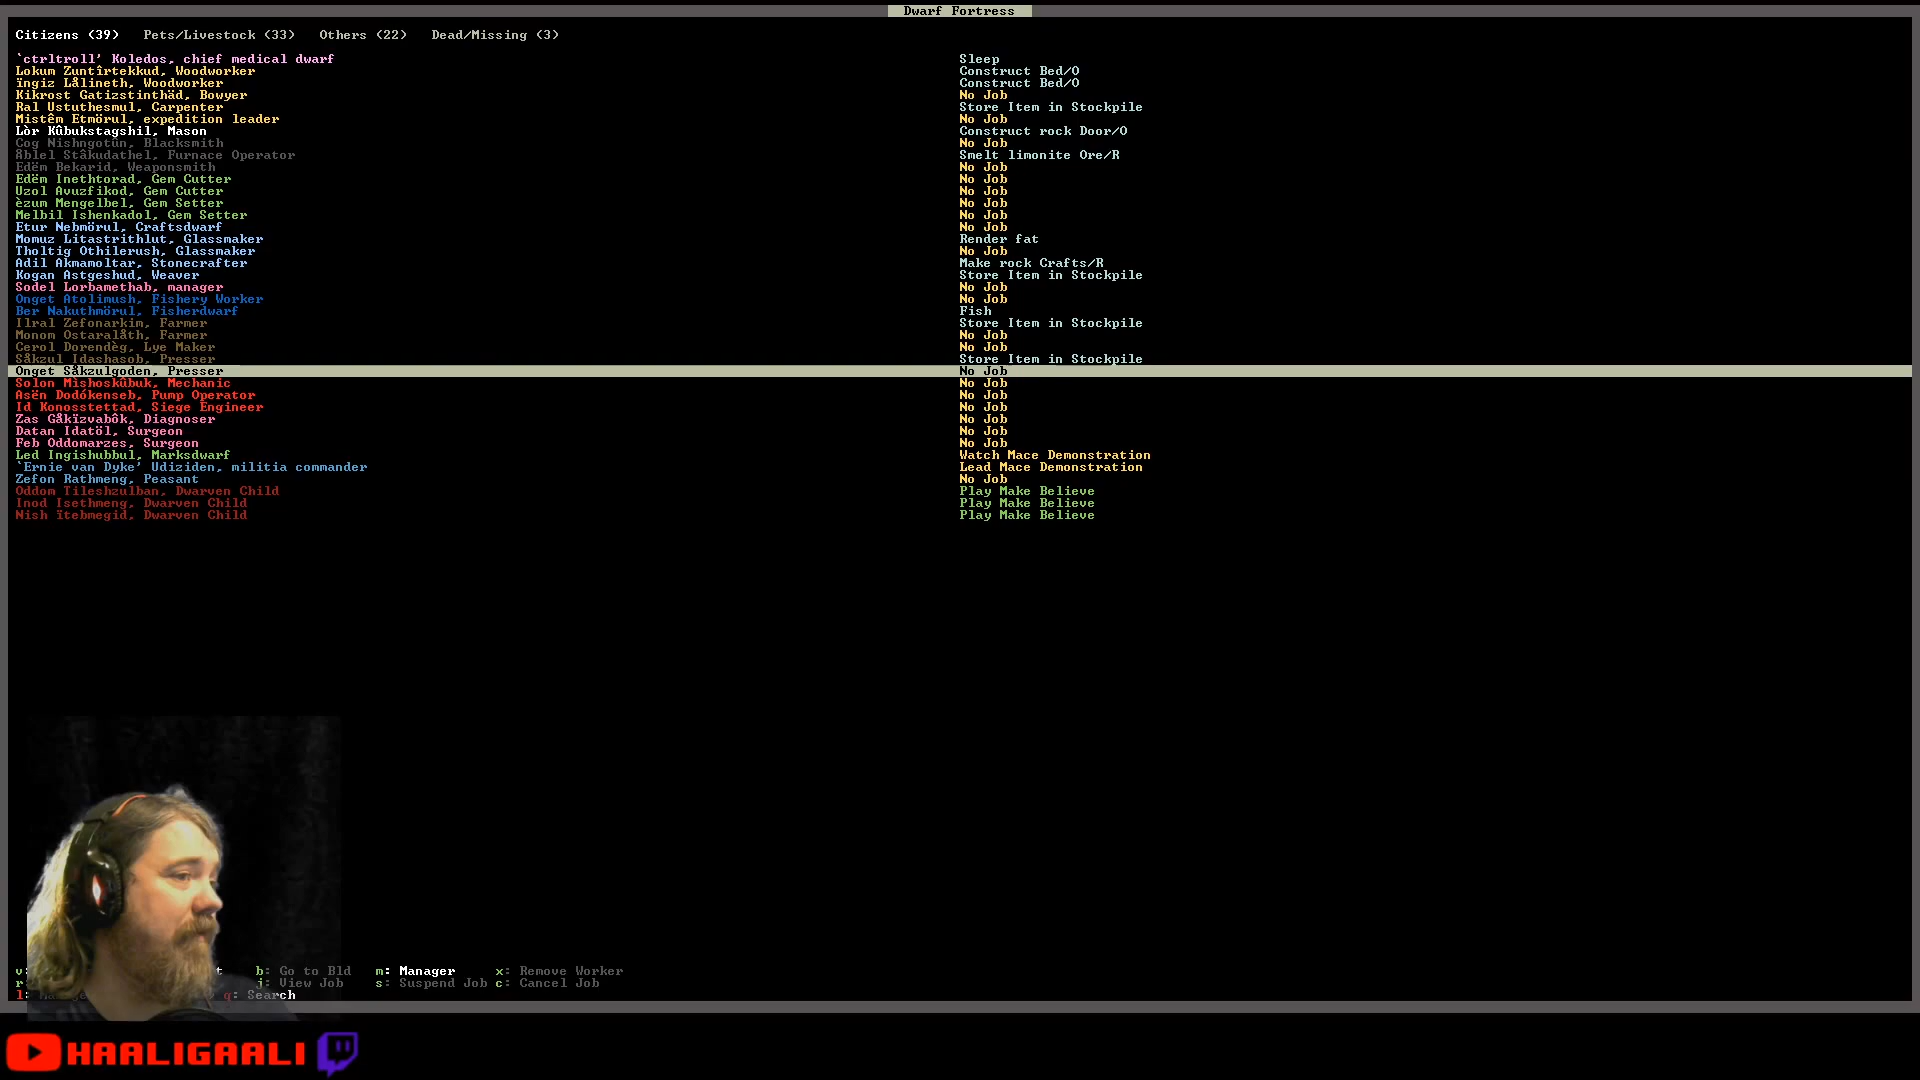 Dwarf Fortress
Citizens (39) Pets/Livestock (33) Others (22) Dead/Missing (3)
`ctrltroll' Koledos, chief medical dwarf Sleep
Lokum Zuntîrtekkud, Woodworker Construct Bed/O
ïngiz Lålineth, Woodworker Construct Bed/O
Kikrost Gatizstinthäd, Bowyer No Job
Ral Ustuthesmul, Carpenter Store Item in Stockpile
Mistêm Etmörul, expedition leader No Job
Lòr Kûbukstagshil, Mason Construct rock Door/O
Cog Nishngotûn, Blacksmith No Job
Åblel Stâkudathel, Furnace Operator Smelt limonite Ore/R
Edëm Bekarid, Weaponsmith No Job
Edëm Inethtorad, Gem Cutter No Job
Uzol Avuzfikod, Gem Cutter No Job
èzum Mengelbel, Gem Setter No Job
Melbil Ishenkadol, Gem Setter No Job
Etur Nebmörul, Craftsdwarf No Job
Momuz Litastrithlut, Glassmaker Render fat
Tholtig Othilerush, Glassmaker No Job
Adil Akmamoltar, Stonecrafter Make rock Crafts/R
Kogan Astgeshud, Weaver Store Item in Stockpile
Sodel Lorbamethab, manager No Job
Onget Atolimush, Fishery Worker No Job
Ber Nakuthmörul, Fisherdwarf Fish
Ilral Zefonarkim, Farmer Store Item in Stockpile
Monom Ostaralåth, Farmer No Job
Cerol Dorendèg, Lye Maker No Job
Såkzul Idashasob, Presser Store Item in Stockpile
Onget Såkzulgoden, Presser No Job
Solon Mìshoskûbuk, Mechanic No Job
Asën Dodókenseb, Pump Operator No Job
Id Konosstettad, Siege Engineer No Job
Zas Gåkïzvabôk, Diagnoser No Job
Datan Idatöl, Surgeon No Job
Feb Oddomarzes, Surgeon No Job
Led Ingishubbul, Marksdwarf Watch Mace Demonstration
`Ernie van Dyke' Udiziden, militia commander Lead Mace Demonstration
Zefon Rathmeng, Peasant No Job
Oddom Tileshzulban, Dwarven Child Play Make Believe
Inod Isethmeng, Dwarven Child Play Make Believe
Nish ïtebmegid, Dwarven Child Play Make Believe
v: b: Go to Bld m: Manager x: Remove Worker
r: j: View Job s: Suspend Job c: Cancel Job
l: q: Search
HAALIGAALI